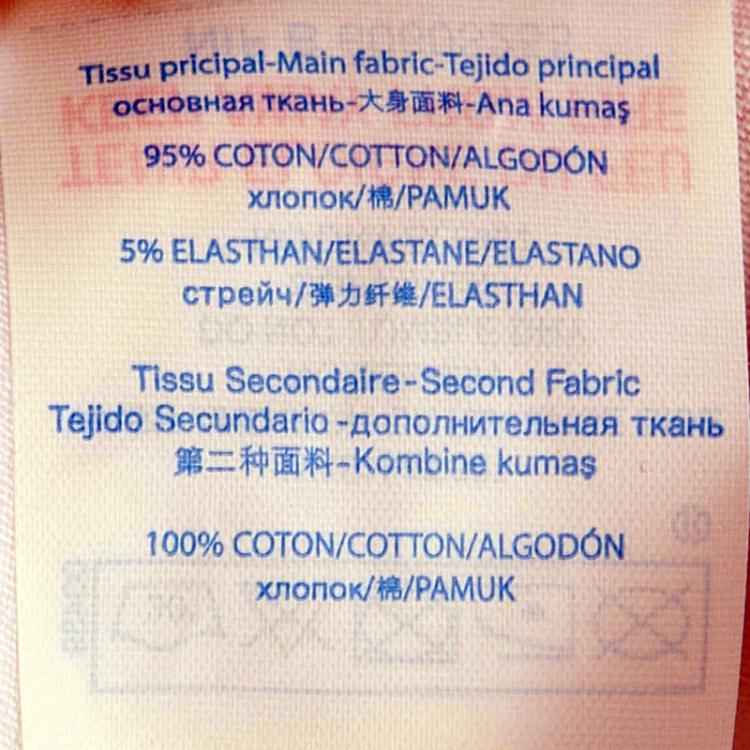 Tissu pricipal-Main fabric-Tejido principal
основная ткань-大身面料-Ana kumaş
95% COTON/COTTON/ALGODÓN
хлопок/棉/PAMUK
5% ELASTHAN/ELASTANE/ELASTANO
стрейч/弹力纤维/ELASTHAN
Tissu Secondaire-Second Fabric
Tejido Secundario-дополнительная ткань
第二种面料-Kombine kumaş
100% COTON/COTTON/ALGODÓN
хлопок/棉/PAMUK